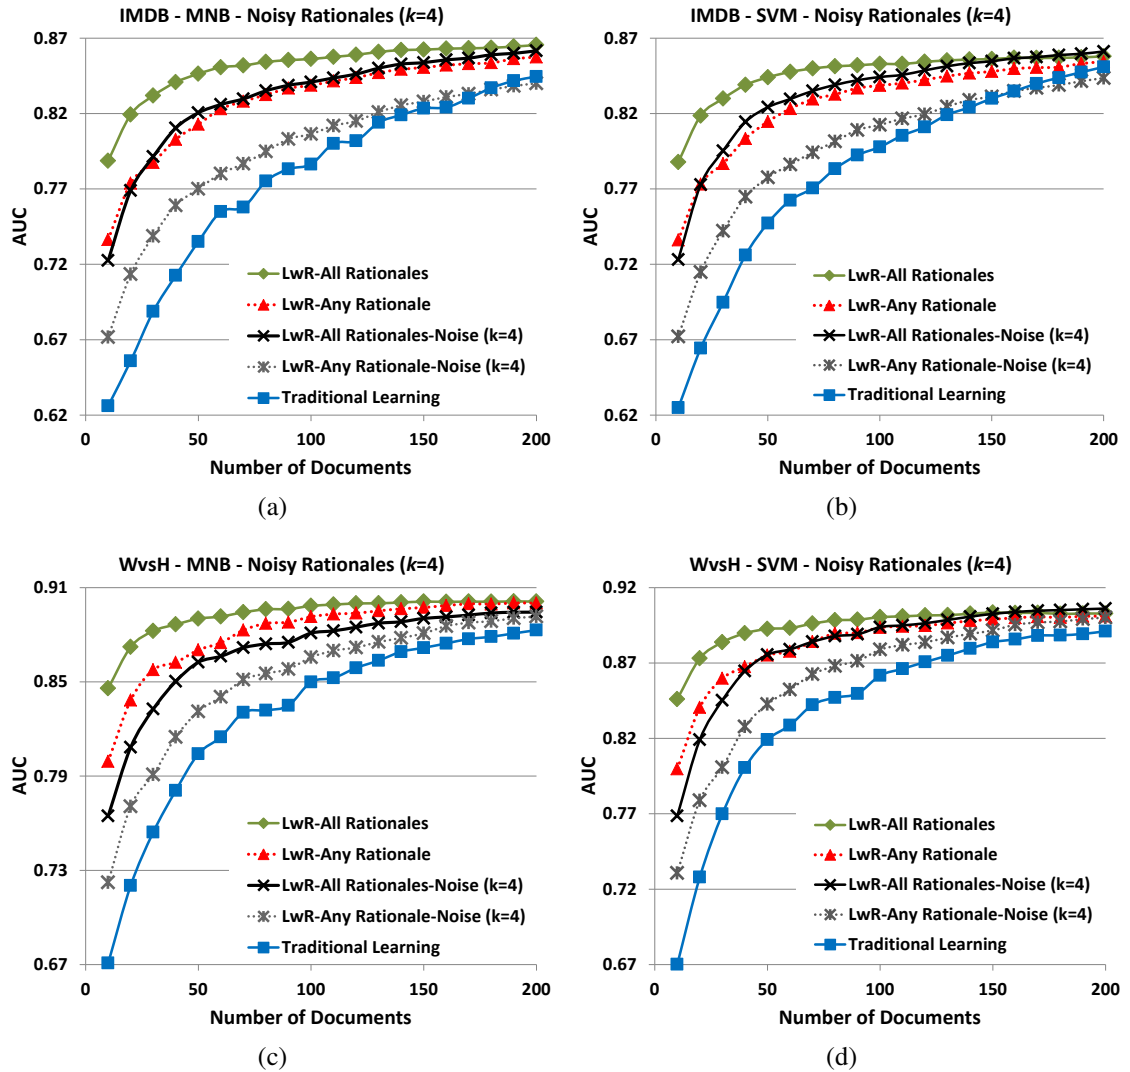 IMDB - MNB - Noisy Rationales (k=4)
0.87
0.82
0.77
0.72
0.67
0.62
AUC
0
50
100
150
200
Number of Documents
LwR-All Rationales
LwR-Any Rationale
LwR-All Rationales-Noise (k=4)
LwR-Any Rationale-Noise (k=4)
Traditional Learning
(a)
IMDB - SVM - Noisy Rationales (k=4)
0.87
0.82
0.77
0.72
0.67
0.62
AUC
0
50
100
150
200
Number of Documents
LwR-All Rationales
LwR-Any Rationale
LwR-All Rationales-Noise (k=4)
LwR-Any Rationale-Noise (k=4)
Traditional Learning
(b)
WvsH - MNB - Noisy Rationales (k=4)
0.91
0.85
0.79
0.73
0.67
AUC
0
50
100
150
200
Number of Documents
LwR-All Rationales
LwR-Any Rationale
LwR-All Rationales-Noise (k=4)
LwR-Any Rationale-Noise (k=4)
Traditional Learning
(c)
WvsH - SVM - Noisy Rationales (k=4)
0.92
0.87
0.82
0.77
0.72
0.67
AUC
0
50
100
150
200
Number of Documents
LwR-All Rationales
LwR-Any Rationale
LwR-All Rationales-Noise (k=4)
LwR-Any Rationale-Noise (k=4)
Traditional Learning
(d)